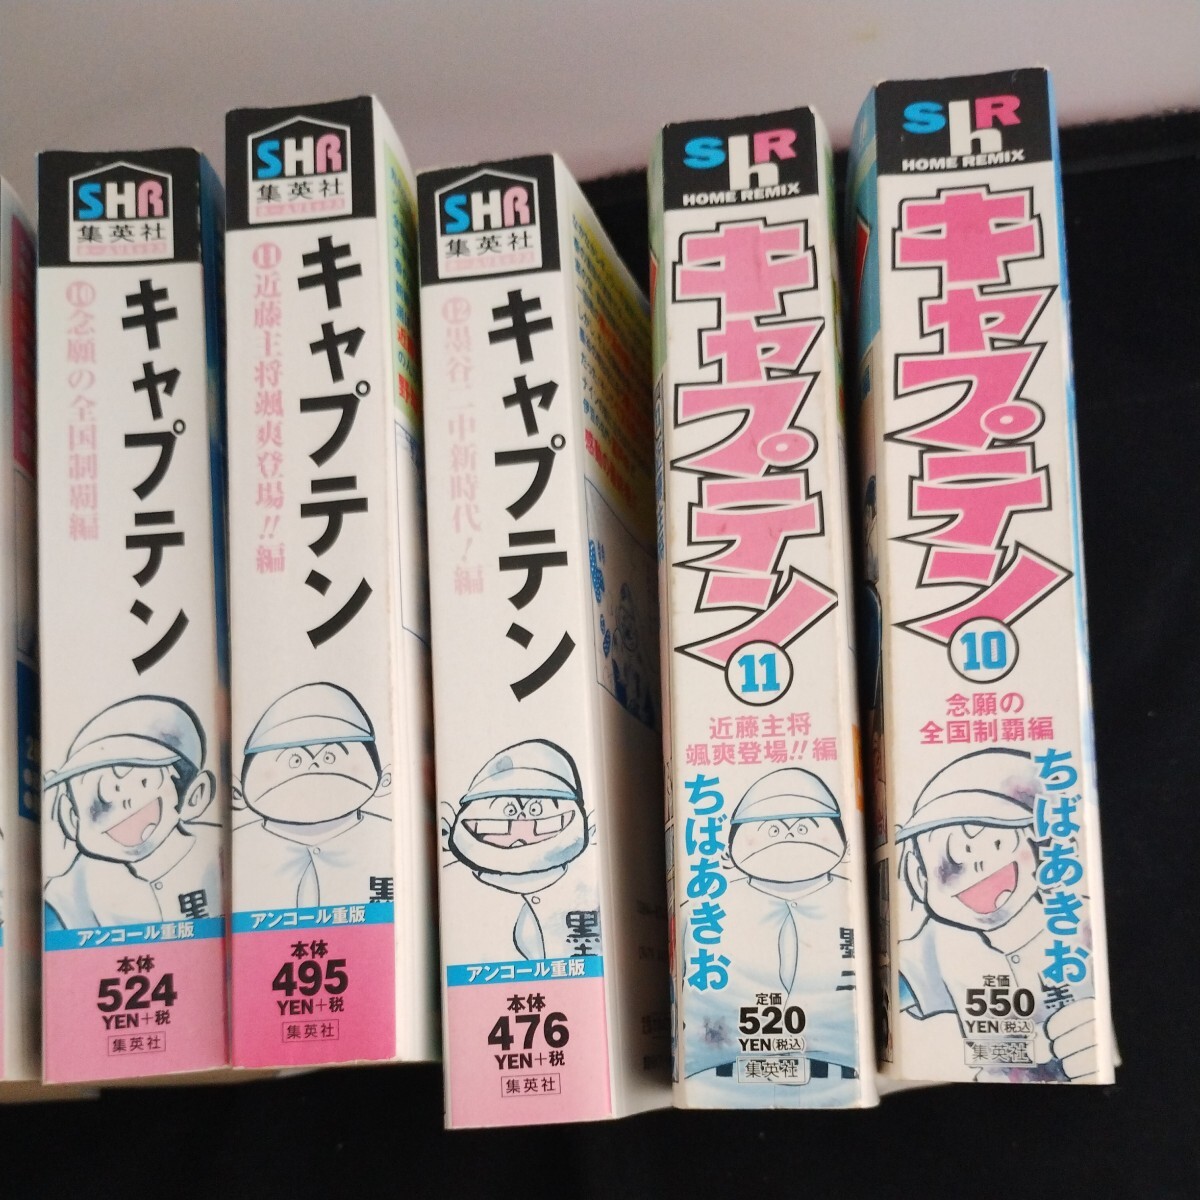 SHR
集英社
キャプテン
⑩念願の全国制覇編
黒
アンコール重版
本体
524
YEN+税
集英社
SHR
集英社
キャプテン
⑪近藤主将颯爽登場!!編
黒
アンコール重版
本体
495
YEN+税
集英社
SHR
集英社
キャプテン
⑫墨谷二中新時代!編
アンコール重版
本体
476
YEN+税
集英社
ShR
HOME REMIX
キャプテン
11
近藤主将
颯爽登場!!編
ちばあきお
定価
520
YEN(税込)
集英社
ShR
HOME REMIX
キャプテン
10
念願の
全国制覇編
ちばあきお
定価
550
YEN(税込)
集英社